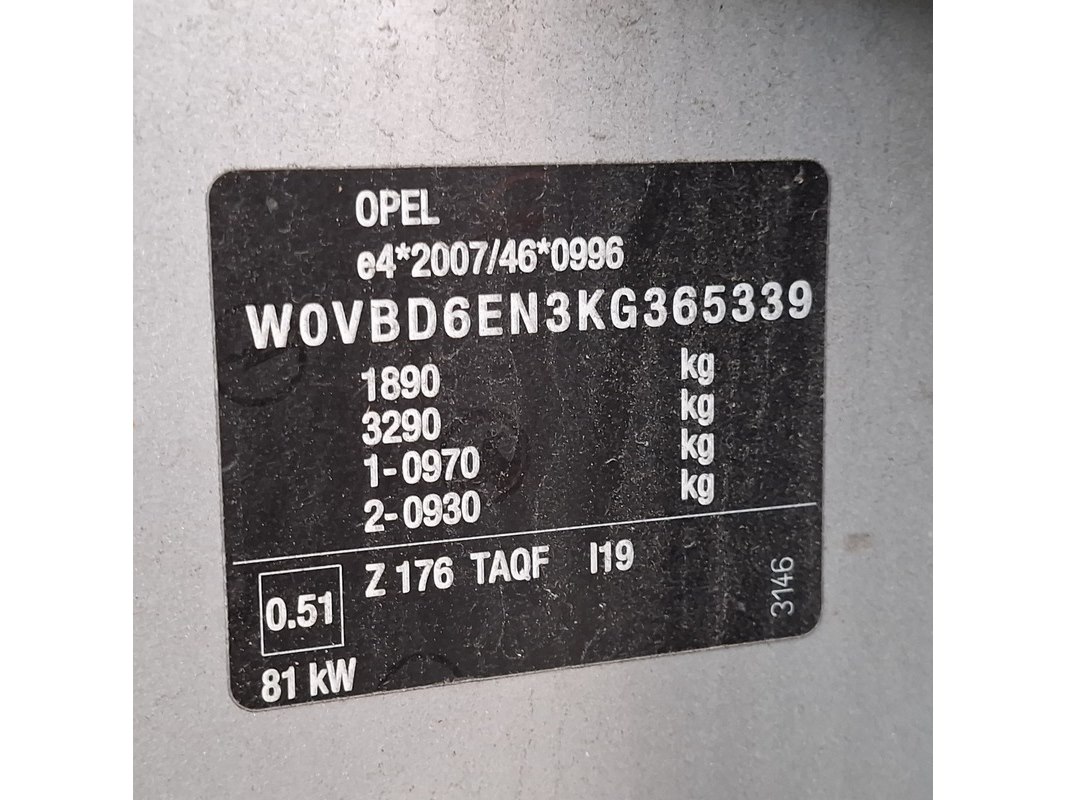 OPEL
e4*2007/46*0996
W0VBD6EN3KG365339
1890 kg
3290 kg
1-0970 kg
2-0930 kg
0.51 Z 176 TAQF I19
81 kW
3146